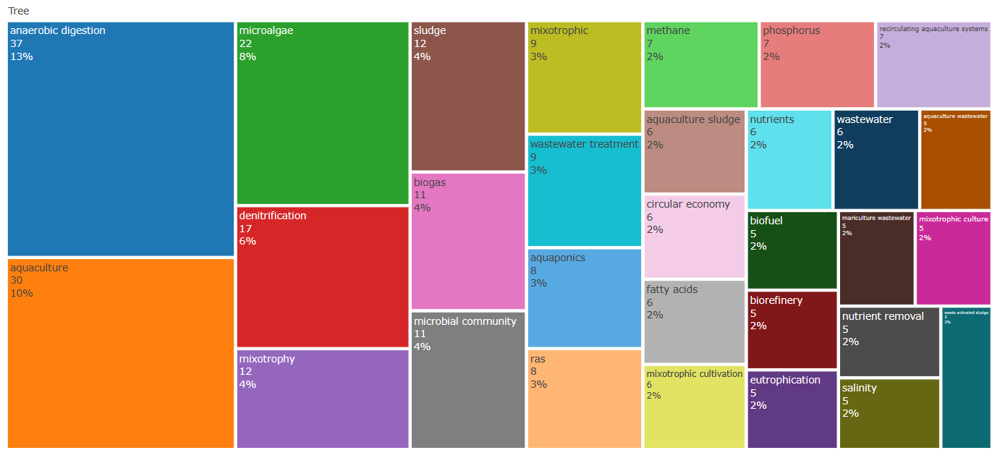 Tree
anaerobic digestion
37
13%
aquaculture
30
10%
microalgae
22
8%
denitrification
17
6%
mixotrophy
12
4%
sludge
12
4%
biogas
11
4%
microbial community
11
4%
mixotrophic
9
3%
wastewater treatment
9
3%
aquaponics
8
3%
ras
8
3%
methane
7
2%
phosphorus
7
2%
recirculating aquaculture systems
7
2%
aquaculture sludge
6
2%
circular economy
6
2%
fatty acids
6
2%
mixotrophic cultivation
6
2%
nutrients
6
2%
wastewater
6
2%
aquaculture wastewater
5
2%
biofuel
5
2%
biorefinery
5
2%
eutrophication
5
2%
mariculture wastewater
5
2%
mixotrophic culture
5
2%
nutrient removal
5
2%
salinity
5
2%
waste activated sludge
5
2%